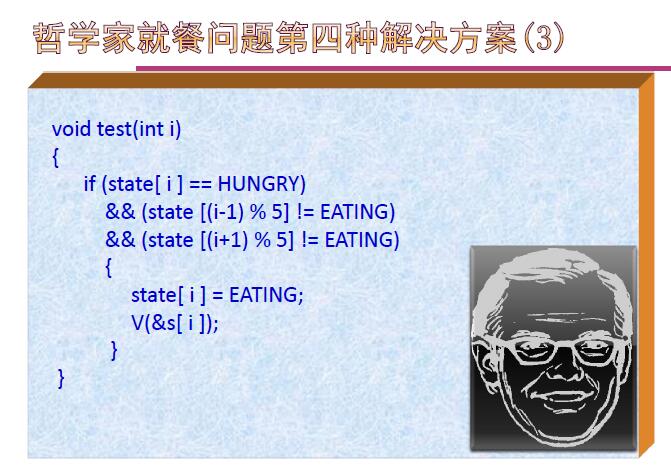 哲学家就餐问题第四种解决方案(3)
void test(int i)
{
if (state[ i ] == HUNGRY)
&& (state [(i-1) % 5] != EATING)
&& (state [(i+1) % 5] != EATING)
{
state[ i ] = EATING;
V(&s[ i ]);
}
}